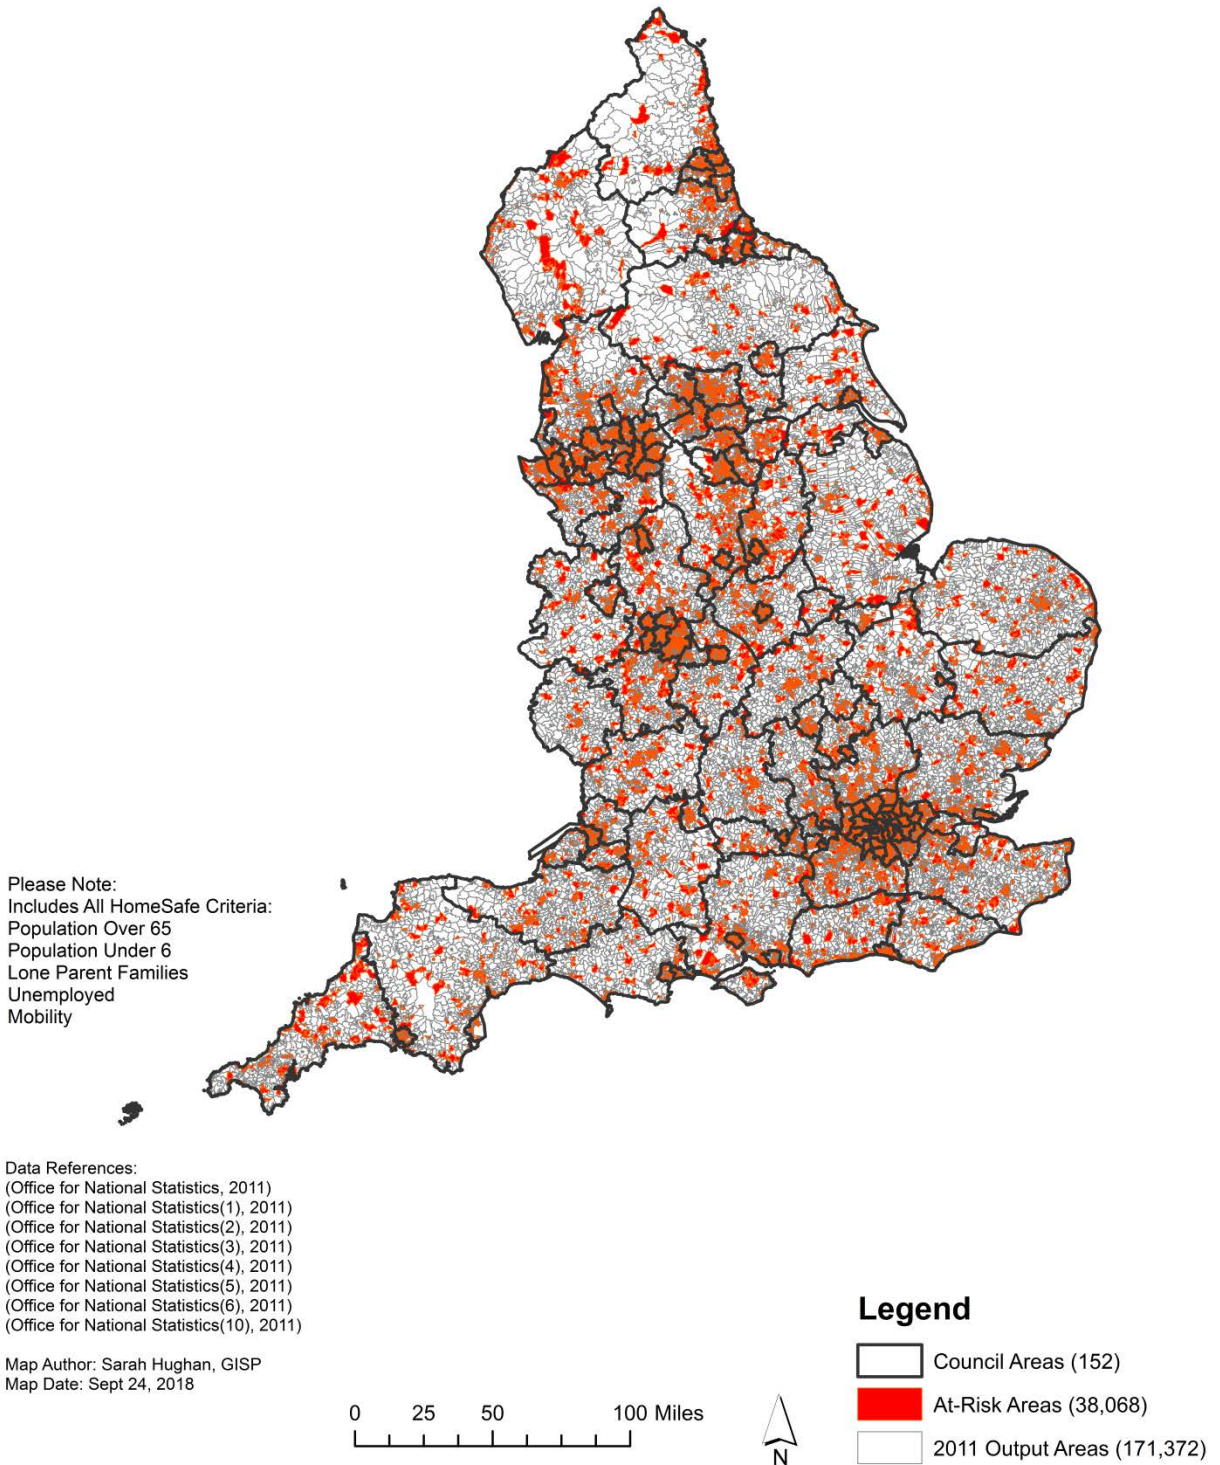 Please Note:
Includes All HomeSafe Criteria:
Population Over 65
Population Under 6
Lone Parent Families
Unemployed
Mobility
Data References:
(Office for National Statistics, 2011)
(Office for National Statistics(1), 2011)
(Office for National Statistics(2), 2011)
(Office for National Statistics(3), 2011)
(Office for National Statistics(4), 2011)
(Office for National Statistics(5), 2011)
(Office for National Statistics(6), 2011)
(Office for National Statistics(10), 2011)
Map Author: Sarah Hughan, GISP
Map Date: Sept 24, 2018
0 25 50 100 Miles
N
Legend
Council Areas (152)
At-Risk Areas (38,068)
2011 Output Areas (171,372)